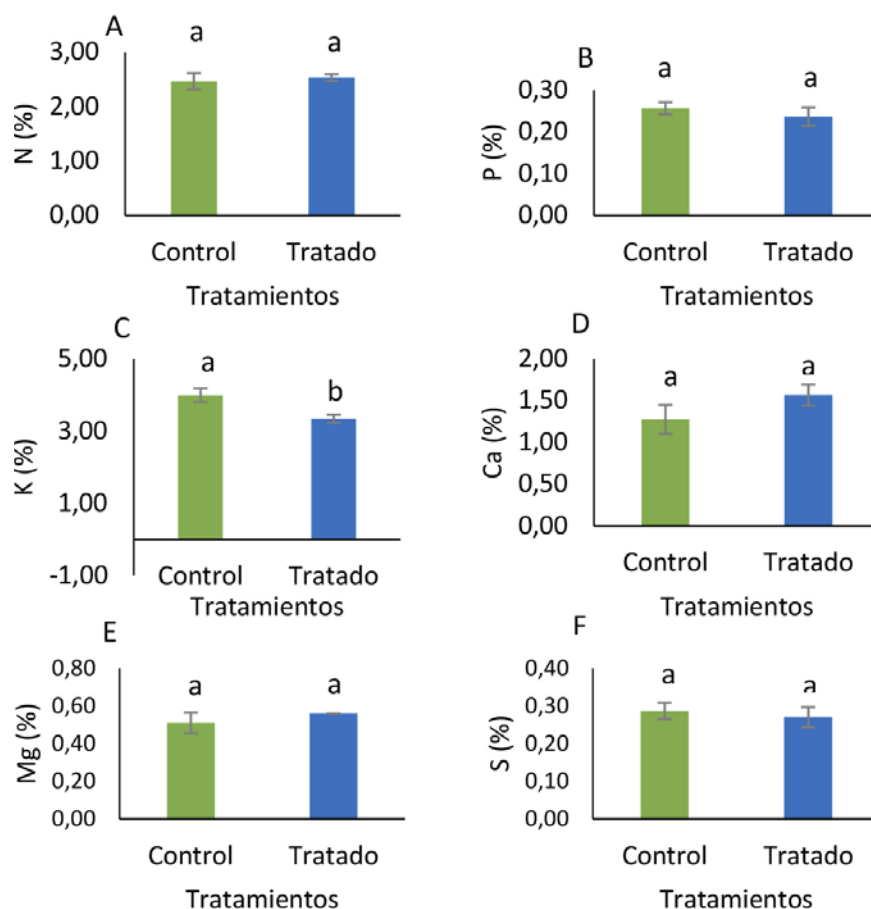 A
a a
3,00
2,00
1,00
0,00
N (%)
Control Tratado
Tratamientos
B
a a
0,30
0,20
0,10
0,00
P (%)
Control Tratado
Tratamientos
C
a b
5,00
3,00
1,00
-1,00
K (%)
Control Tratado
Tratamientos
D
a a
2,00
1,50
1,00
0,50
0,00
Ca (%)
Control Tratado
Tratamientos
E
a a
0,80
0,60
0,40
0,20
0,00
Mg (%)
Control Tratado
Tratamientos
F
a a
0,40
0,30
0,20
0,10
0,00
S (%)
Control Tratado
Tratamientos